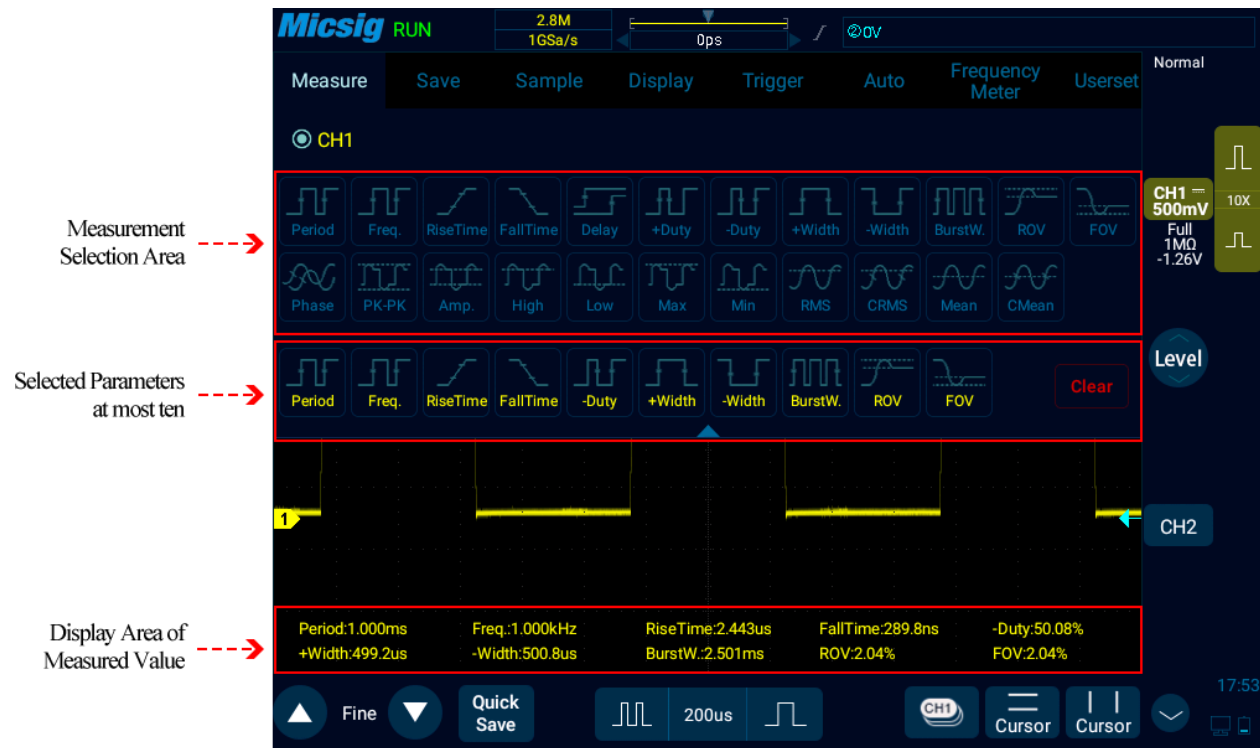 Micsig RUN 2.8M 1GSa/s 0ps ②0V
Measure Save Sample Display Trigger Auto Frequency Meter Userset
Normal
CH1
Measurement
Selection Area
Period Freq. RiseTime FallTime Delay +Duty -Duty +Width -Width BurstW. ROV FOV
Phase PK-PK Amp. High Low Max Min RMS CRMS Mean CMean
CH1
500mV
10X
Full
1MΩ
-1.26V
Level
Selected Parameters
at most ten
Period Freq. RiseTime FallTime -Duty +Width -Width BurstW. ROV FOV Clear
1
CH2
Display Area of
Measured Value
Period:1.000ms Freq.:1.000kHz RiseTime:2.443us FallTime:289.8ns -Duty:50.08%
+Width:499.2us -Width:500.8us BurstW.:2.501ms ROV:2.04% FOV:2.04%
Fine Quick Save 200us CH1 Cursor Cursor
17:53